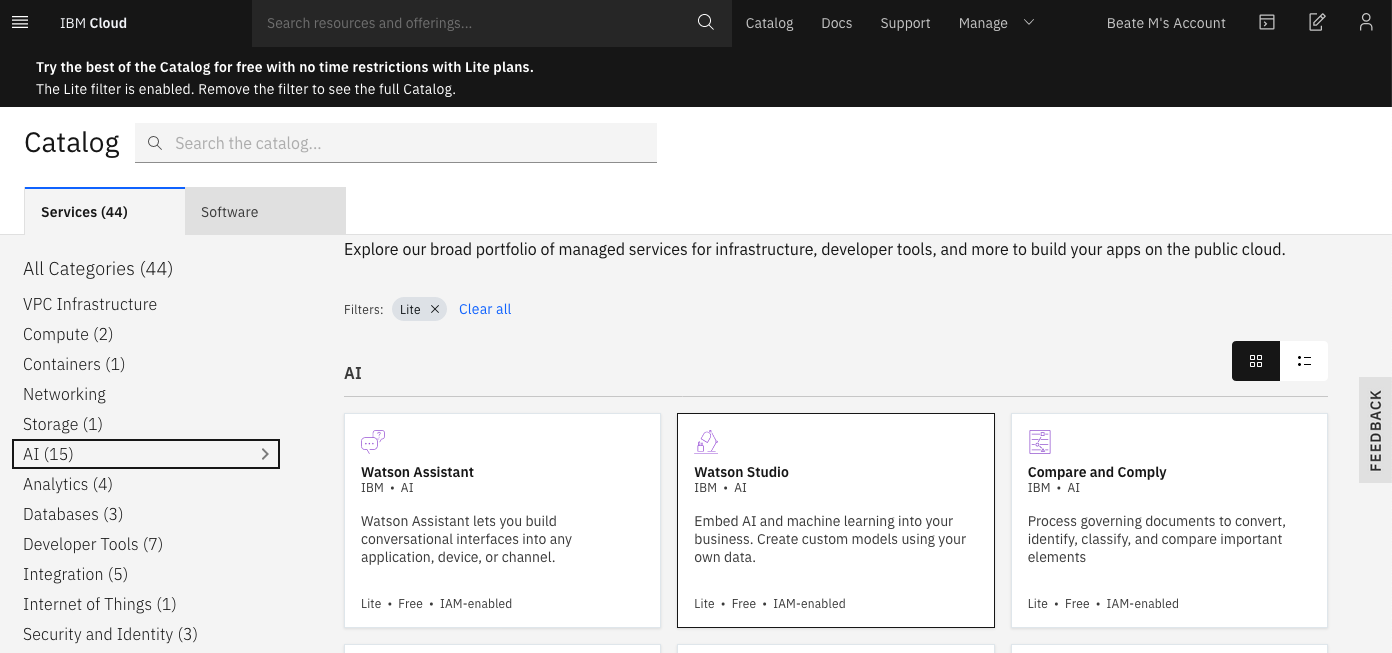 IBM Cloud
Search resources and offerings...
Catalog
Docs
Support
Manage
Beate M's Account
Try the best of the Catalog for free with no time restrictions with Lite plans.
The Lite filter is enabled. Remove the filter to see the full Catalog.
Catalog
Search the catalog...
Services (44)
Software
All Categories (44)
VPC Infrastructure
Compute (2)
Containers (1)
Networking
Storage (1)
AI (15)
Analytics (4)
Databases (3)
Developer Tools (7)
Integration (5)
Internet of Things (1)
Security and Identity (3)
Explore our broad portfolio of managed services for infrastructure, developer tools, and more to build your apps on the public cloud.
Filters:
Lite
Clear all
AI
Watson Assistant
IBM • AI
Watson Assistant lets you build
conversational interfaces into any
application, device, or channel.
Lite • Free • IAM-enabled
Watson Studio
IBM • AI
Embed AI and machine learning into your
business. Create custom models using your
own data.
Lite • Free • IAM-enabled
Compare and Comply
IBM • AI
Process governing documents to convert,
identify, classify, and compare important
elements
Lite • Free • IAM-enabled
FEEDBACK